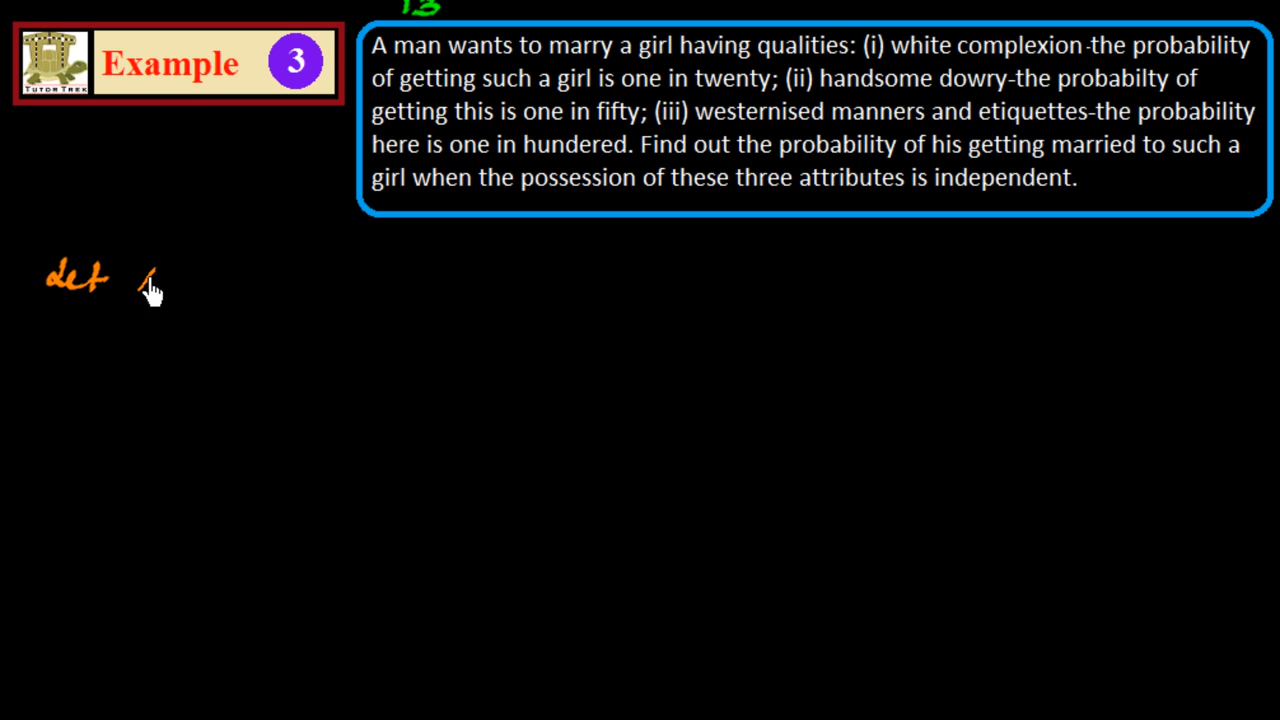 13
Example 3
TUTOR TREK
A man wants to marry a girl having qualities: (i) white complexion-the probability
of getting such a girl is one in twenty; (ii) handsome dowry-the probabilty of
getting this is one in fifty; (iii) westernised manners and etiquettes-the probability
here is one in hundered. Find out the probability of his getting married to such a
girl when the possession of these three attributes is independent.
Let